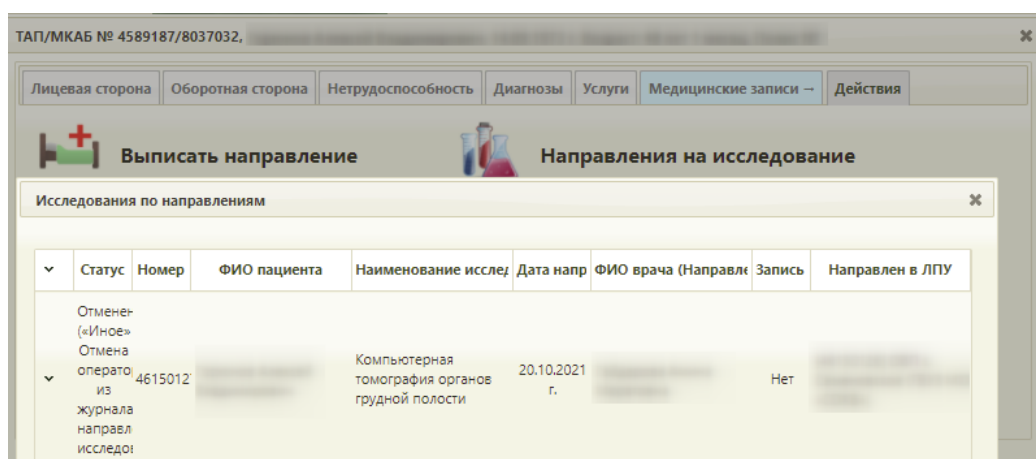 ТАП/МКАБ № 4589187/8037032,
Лицевая сторона Оборотная сторона Нетрудоспособность Диагнозы Услуги Медицинские записи → Действия
Выписать направление Направления на исследование
Исследования по направлениям
Статус Номер ФИО пациента Наименование исслед Дата напр ФИО врача (Направле Запись Направлен в ЛПУ
Отменен
(«Иное»
Отмена
операто
из
журнала
направл
исследов
4615012
Компьютерная
томография органов
грудной полости
20.10.2021
г.
Нет